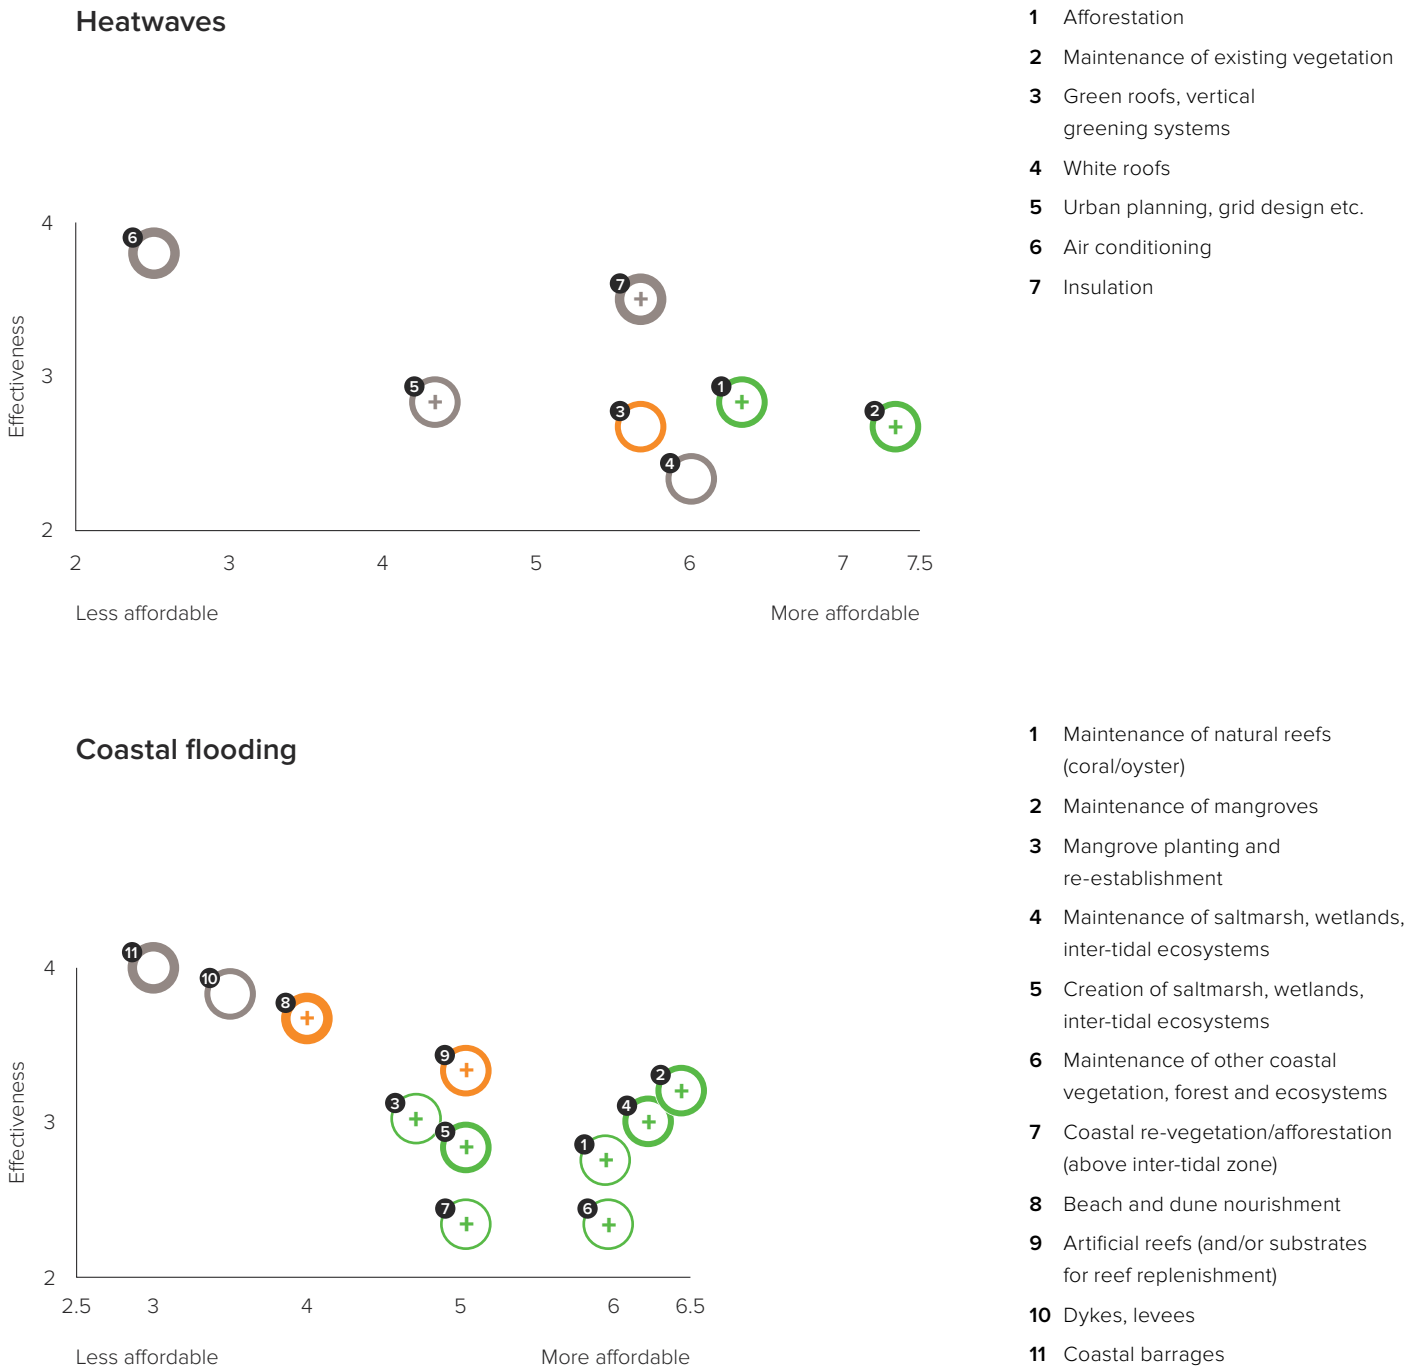 Heatwaves
1 Afforestation
2 Maintenance of existing vegetation
3 Green roofs, vertical
greening systems
4 White roofs
5 Urban planning, grid design etc.
6 Air conditioning
7 Insulation
Effectiveness
4
3
2
6
7
5
1
3
2
4
2 3 4 5 6 7 7.5
Less affordable More affordable
Coastal flooding
1 Maintenance of natural reefs
(coral/oyster)
2 Maintenance of mangroves
3 Mangrove planting and
re-establishment
4 Maintenance of saltmarsh, wetlands,
inter-tidal ecosystems
5 Creation of saltmarsh, wetlands,
inter-tidal ecosystems
6 Maintenance of other coastal
vegetation, forest and ecosystems
7 Coastal re-vegetation/afforestation
(above inter-tidal zone)
8 Beach and dune nourishment
9 Artificial reefs (and/or substrates
for reef replenishment)
10 Dykes, levees
11 Coastal barrages
Effectiveness
4
3
2
11
10
8
9
2
3
4
5
1
7
6
2.5 3 4 5 6 6.5
Less affordable More affordable